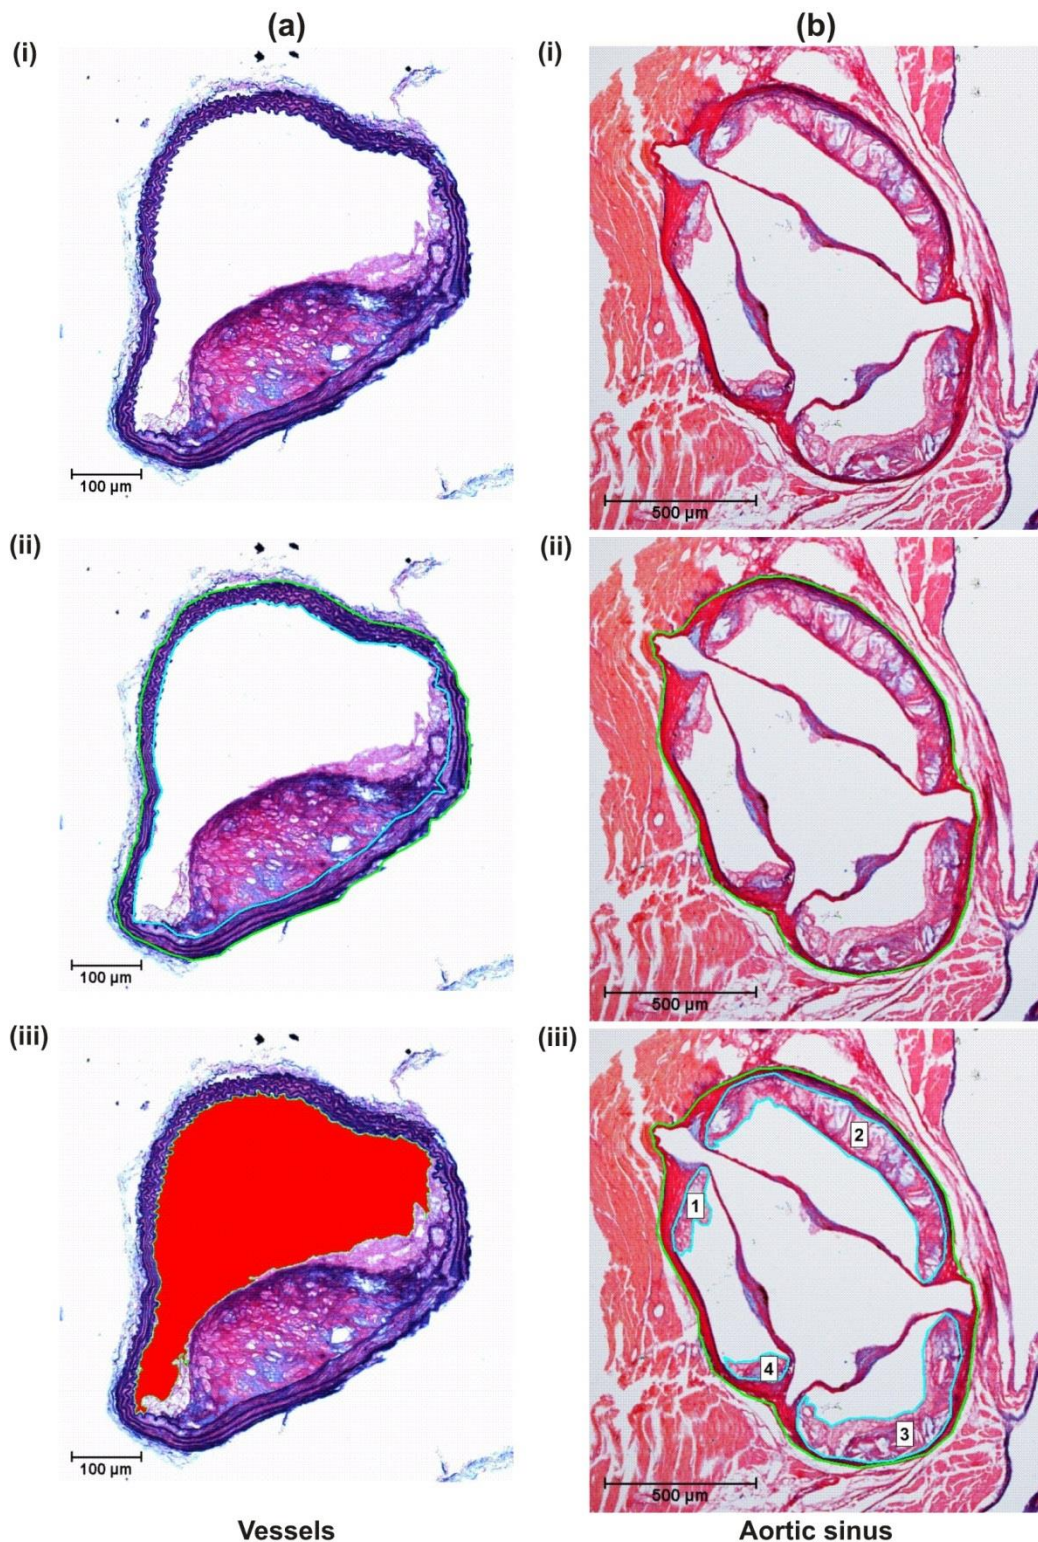 (a)
(b)
(i)
(i)
100 µm
500 µm
(ii)
(ii)
100 µm
500 µm
(iii)
(iii)
2
1
4
3
100 µm
500 µm
Vessels
Aortic sinus